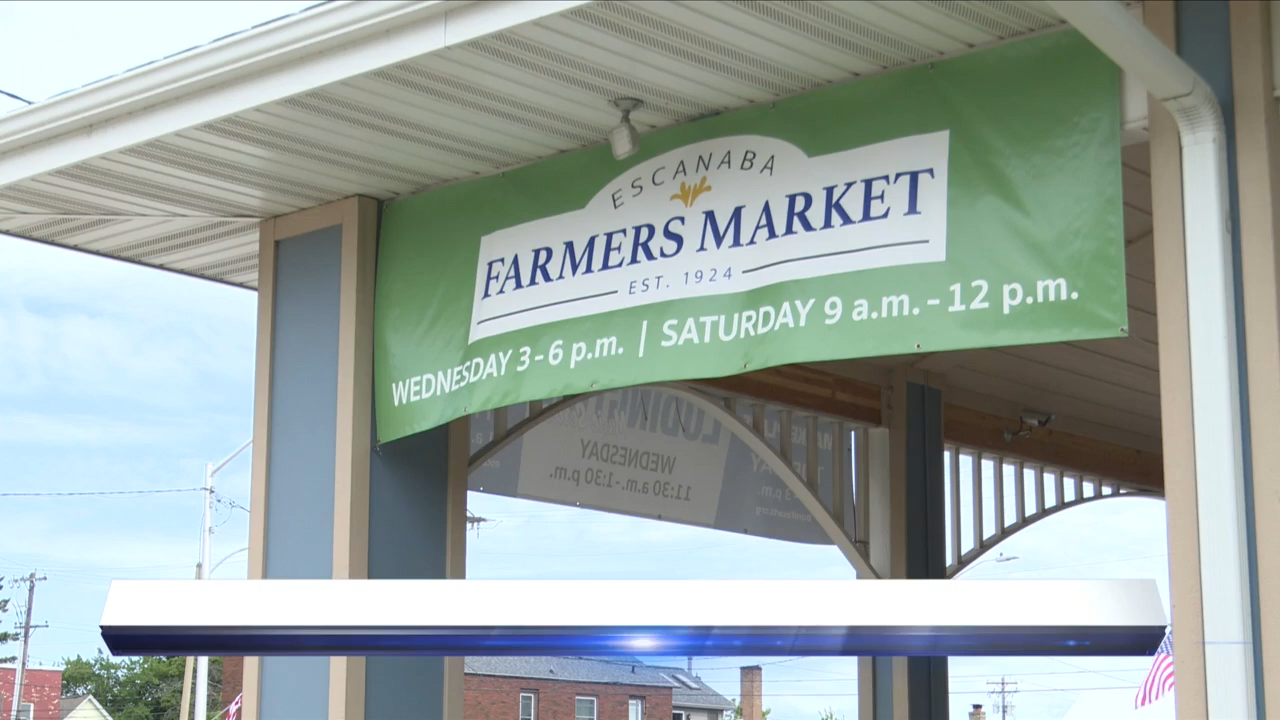 ESCANABA
FARMERS MARKET
EST. 1924
WEDNESDAY 3-6 p.m. | SATURDAY 9 a.m. - 12 p.m.
WEDNESDAY
11:30 a.m.-1:30 p.m.